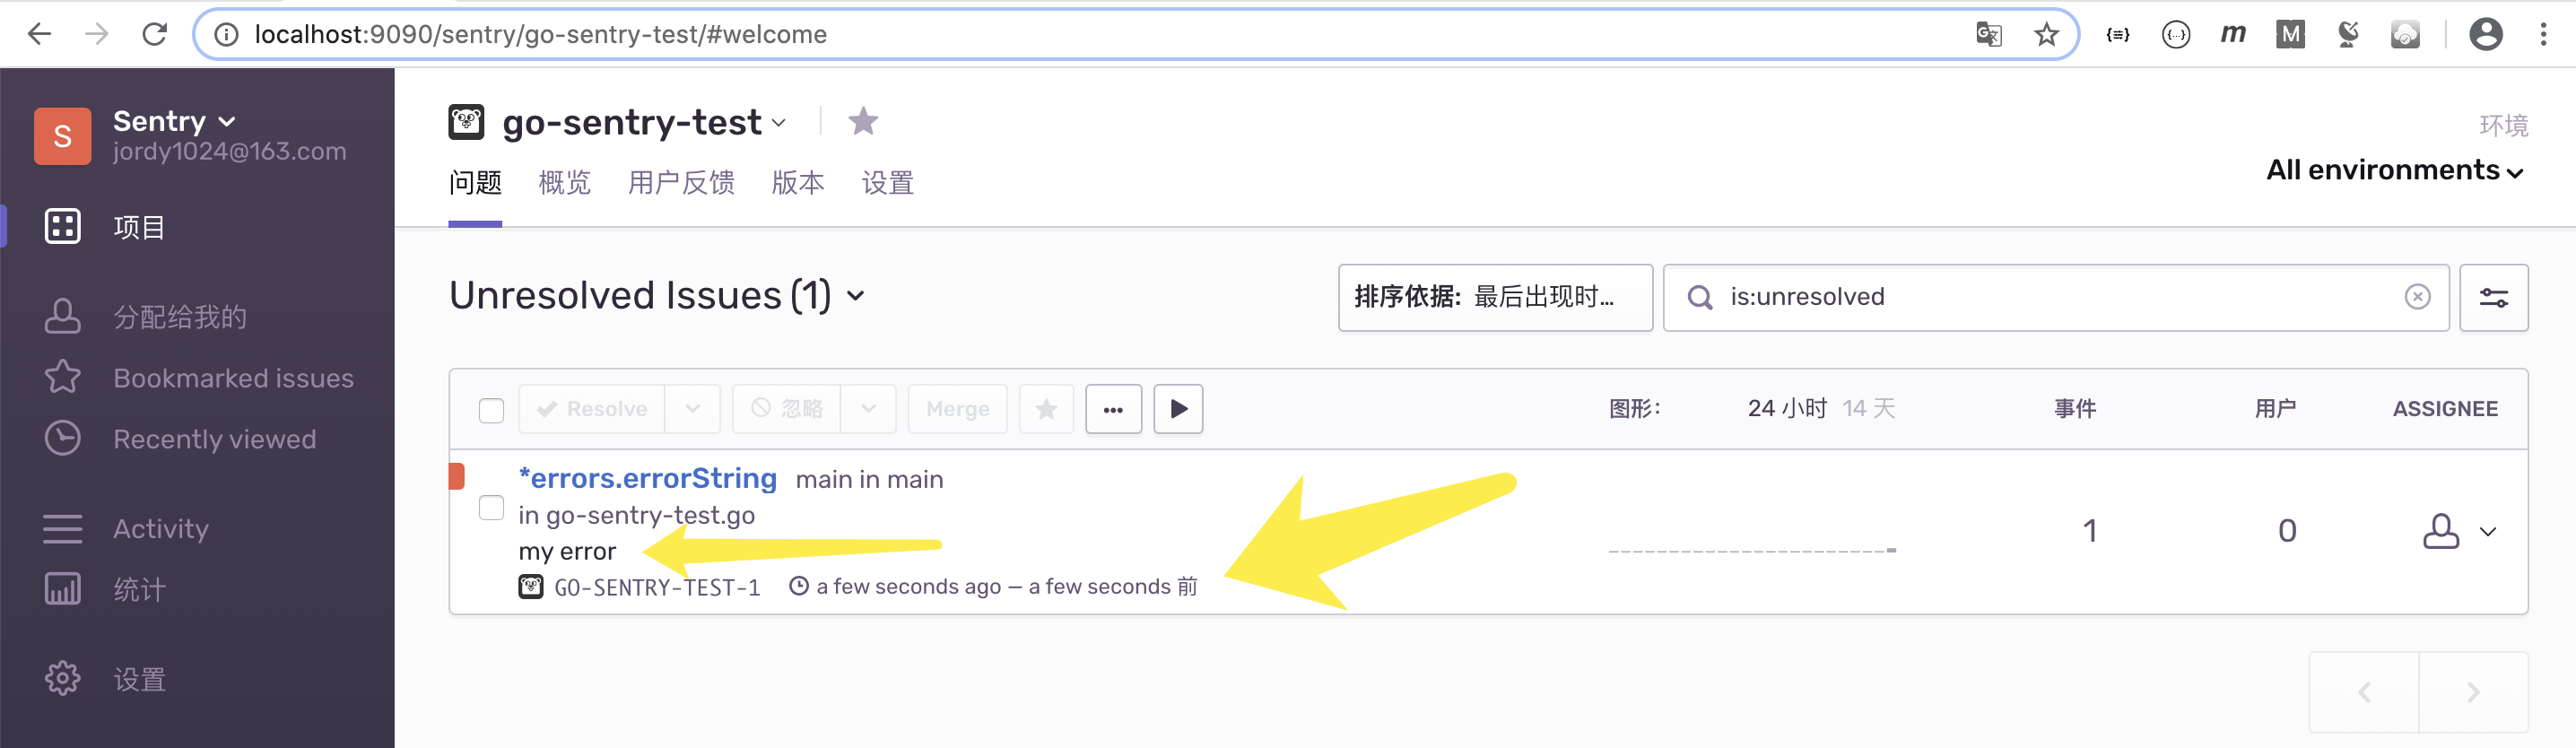 localhost:9090/sentry/go-sentry-test/#welcome
S
Sentry
jordy1024@163.com
项目
分配给我的
Bookmarked issues
Recently viewed
Activity
统计
设置
go-sentry-test
环境
All environments
问题 概览 用户反馈 版本 设置
Unresolved Issues (1)
排序依据: 最后出现时...
is:unresolved
Resolve 忽略 Merge 图形: 24 小时 14 天 事件 用户 ASSIGNEE
*errors.errorString main in main
in go-sentry-test.go
my error
GO-SENTRY-TEST-1 a few seconds ago — a few seconds 前
1 0